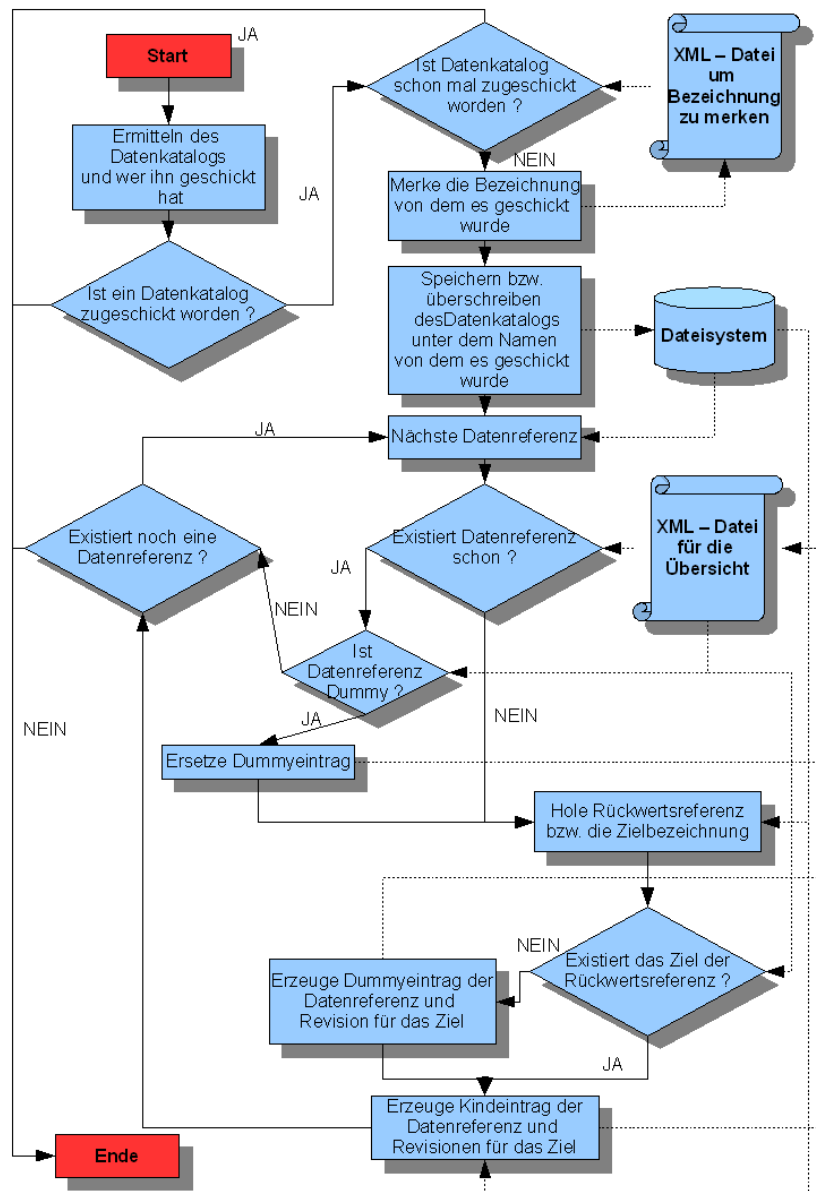 JA
Start
Ist Datenkatalog
schon mal zugeschickt
worden ?
XML – Datei
um
Bezeichnung
zu merken
Ermitteln des
Datenkatalogs
und wer ihn geschickt
hat
NEIN
JA
Merke die Bezeichnung
von dem es geschickt
wurde
Ist ein Datenkatalog
zugeschickt worden ?
Speichern bzw.
überschreiben
desDatenkatalogs
unter dem Namen
von dem es geschickt
wurde
Dateisystem
JA
Nächste Datenreferenz
Existiert noch eine
Datenreferenz ?
Existiert Datenreferenz
schon ?
XML – Datei
für die
Übersicht
JA
NEIN
Ist
Datenreferenz
Dummy ?
NEIN
JA
NEIN
Ersetze Dummyeintrag
Hole Rückwertsreferenz
bzw. die Zielbezeichnung
NEIN
Existiert das Ziel der
Rückwertsreferenz ?
Erzeuge Dummyeintrag der
Datenreferenz und
Revision für das Ziel
JA
Erzeuge Kindeintrag der
Datenreferenz und
Revisionen für das Ziel
Ende